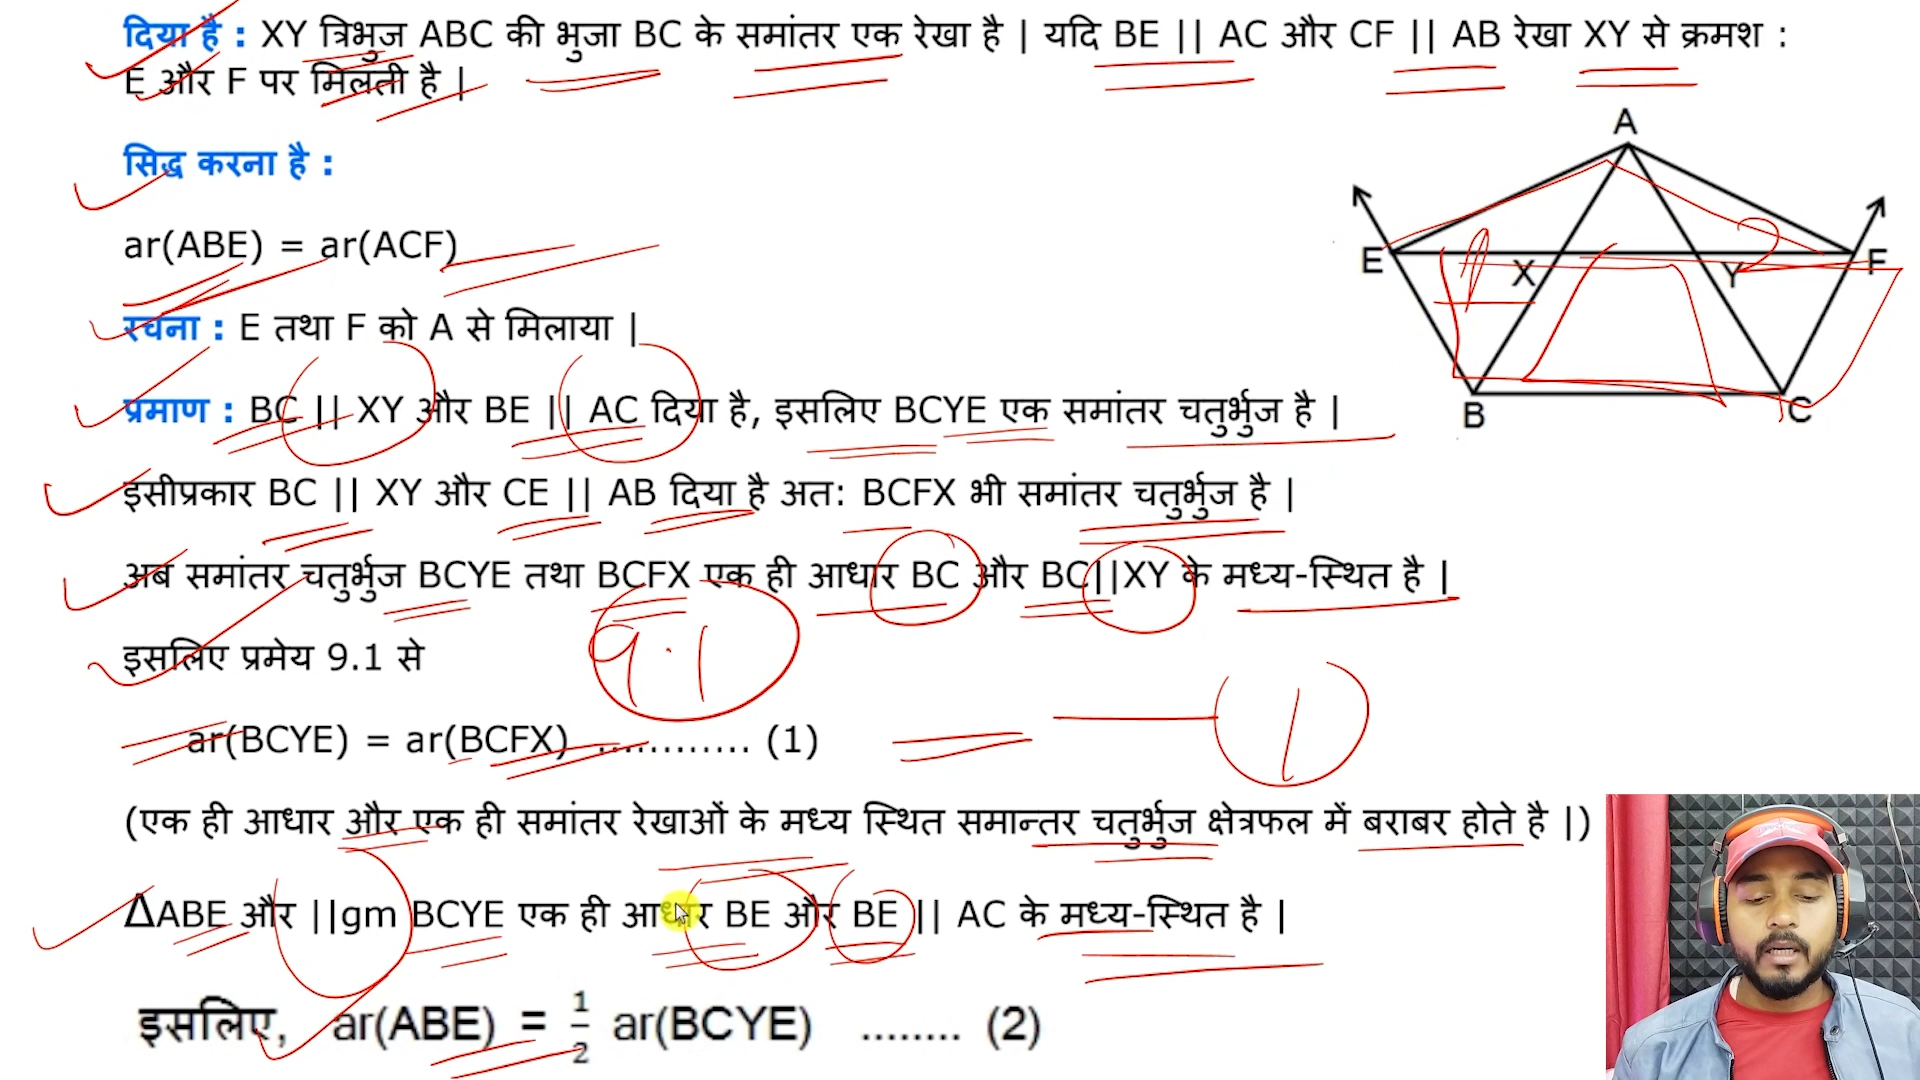 दिया है : XY त्रिभुज ABC की भुजा BC के समांतर एक रेखा है | यदि BE || AC और CF || AB रेखा XY से क्रमश :
E और F पर मिलती है |
सिद्ध करना है :
ar(ABE) = ar(ACF)
रचना : E तथा F को A से मिलाया |
प्रमाण : BC || XY और BE || AC दिया है, इसलिए BCYE एक समांतर चतुर्भुज है |
इसीप्रकार BC || XY और CE || AB दिया है अत: BCFX भी समांतर चतुर्भुज है |
अब समांतर चतुर्भुज BCYE तथा BCFX एक ही आधार BC और BC||XY के मध्य-स्थित है |
इसलिए प्रमेय 9.1 से
9.1
ar(BCYE) = ar(BCFX) ............ (1)
1
(एक ही आधार और एक ही समांतर रेखाओं के मध्य स्थित समान्तर चतुर्भुज क्षेत्रफल में बराबर होते है |)
ΔABE और ||gm BCYE एक ही आधार BE और BE || AC के मध्य-स्थित है |
इसलिए, ar(ABE) = 1/2 ar(BCYE) ........ (2)
A
E
X
Y
F
B
C
1
2